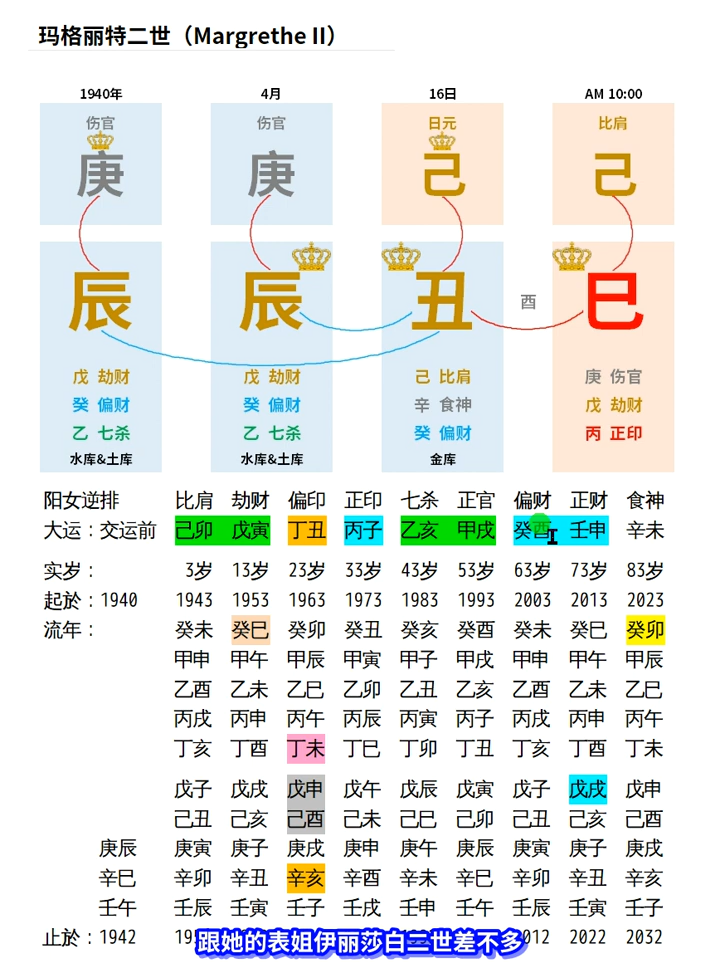 玛格丽特二世（Margrethe II）
1940年 4月 16日 AM 10:00
伤官 伤官 日元 比肩
庚 庚 己 己
辰 辰 丑 酉 巳
戊 劫财 戊 劫财 己 比肩 庚 伤官
癸 偏财 癸 偏财 辛 食神 戊 劫财
乙 七杀 乙 七杀 癸 偏财 丙 正印
水库&土库 水库&土库 金库
阳女逆排 比肩 劫财 偏印 正印 七杀 正官 偏财 正财 食神
大运：交运前 己卯 戊寅 丁丑 丙子 乙亥 甲戌 癸酉 壬申 辛未
实岁： 3岁 13岁 23岁 33岁 43岁 53岁 63岁 73岁 83岁
起於：1940 1943 1953 1963 1973 1983 1993 2003 2013 2023
流年： 癸未 癸巳 癸卯 癸丑 癸亥 癸酉 癸未 癸巳 癸卯
甲申 甲午 甲辰 甲寅 甲子 甲戌 甲申 甲午 甲辰
乙酉 乙未 乙巳 乙卯 乙丑 乙亥 乙酉 乙未 乙巳
丙戌 丙申 丙午 丙辰 丙寅 丙子 丙戌 丙申 丙午
丁亥 丁酉 丁未 丁巳 丁卯 丁丑 丁亥 丁酉 丁未
戊子 戊戌 戊申 戊午 戊辰 戊寅 戊子 戊戌 戊申
己丑 己亥 己酉 己未 己巳 己卯 己丑 己亥 己酉
庚辰 庚寅 庚子 庚戌 庚申 庚午 庚辰 庚寅 庚子 庚戌
辛巳 辛卯 辛丑 辛亥 辛酉 辛未 辛巳 辛卯 辛丑 辛亥
壬午 壬辰 壬寅 壬子 壬戌 壬申 壬午 壬辰 壬寅 壬子
止於：1942 2022 2032
跟她的表姐伊丽莎白二世差不多